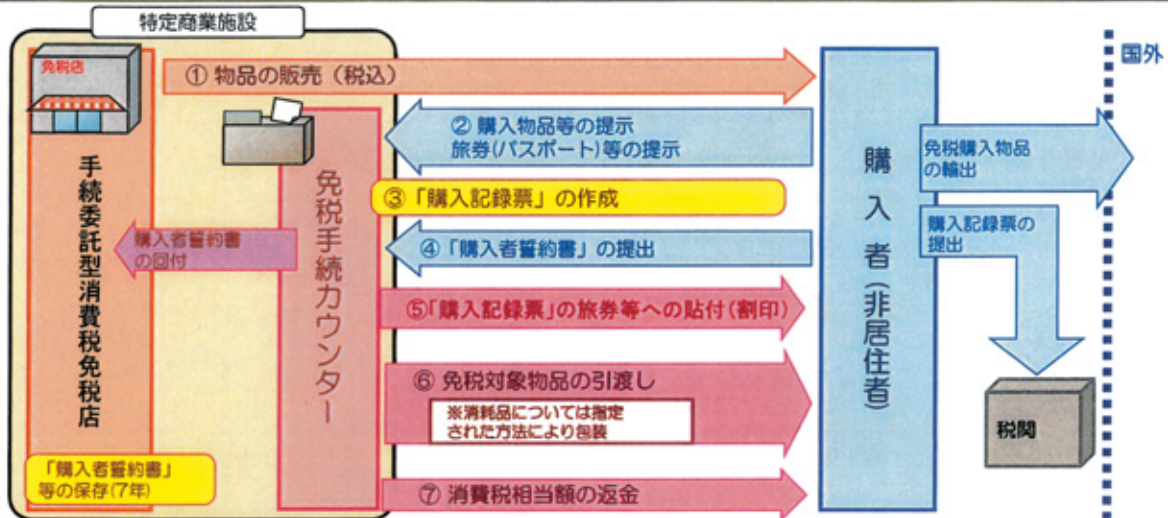 特定商業施設
免税店
手続委託型消費税免税店
「購入者誓約書」
等の保存(7年)
免税手続カウンター
購入者誓約書
の回付
① 物品の販売(税込)
② 購入物品等の提示
旅券(パスポート)等の提示
③「購入記録票」の作成
④「購入者誓約書」の提出
⑤「購入記録票」の旅券等への貼付(割印)
⑥ 免税対象物品の引渡し
※消耗品については指定
された方法により包装
⑦ 消費税相当額の返金
購入者(非居住者)
免税購入物品
の輸出
購入記録票の
提出
税関
国外